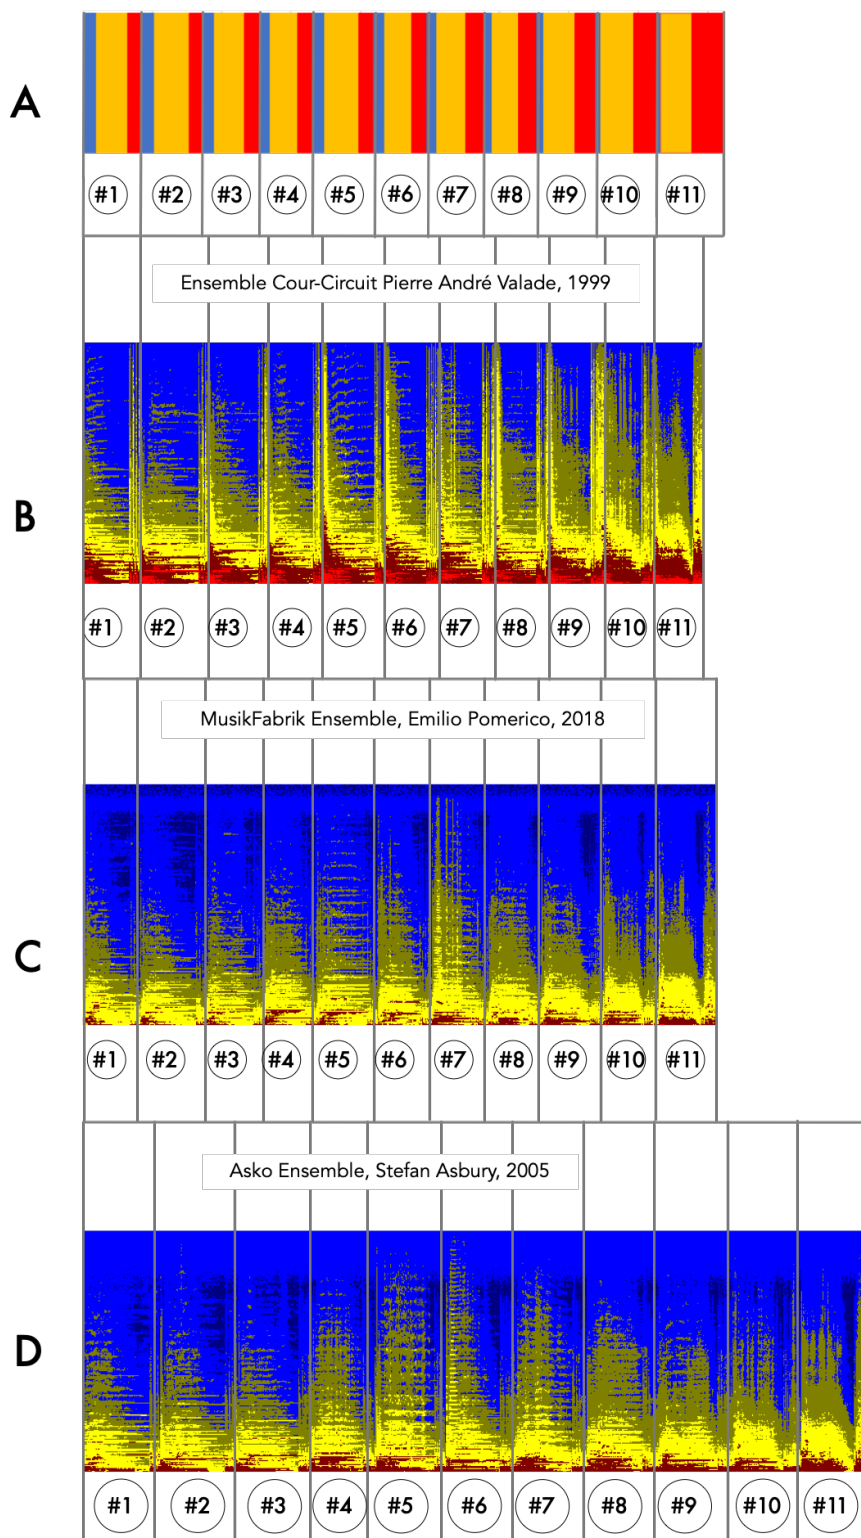 A
#1 #2 #3 #4 #5 #6 #7 #8 #9 #10 #11
Ensemble Cour-Circuit Pierre André Valade, 1999
B
#1 #2 #3 #4 #5 #6 #7 #8 #9 #10 #11
MusikFabrik Ensemble, Emilio Pomerico, 2018
C
#1 #2 #3 #4 #5 #6 #7 #8 #9 #10 #11
Asko Ensemble, Stefan Asbury, 2005
D
#1 #2 #3 #4 #5 #6 #7 #8 #9 #10 #11